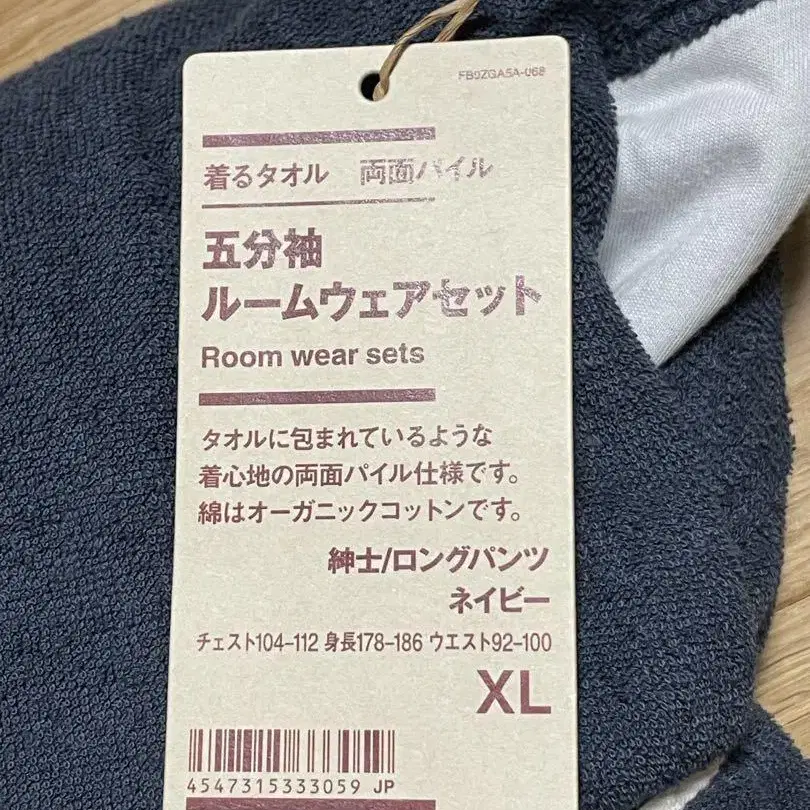 FB0ZGA5A-068
着るタオル 両面パイル
五分袖
ルームウェアセット
Room wear sets
タオルに包まれているような
着心地の両面パイル仕様です。
綿はオーガニックコットンです。
紳士/ロングパンツ
ネイビー
チェスト104-112 身長178-186 ウエスト92-100
XL
4547315333059 JP